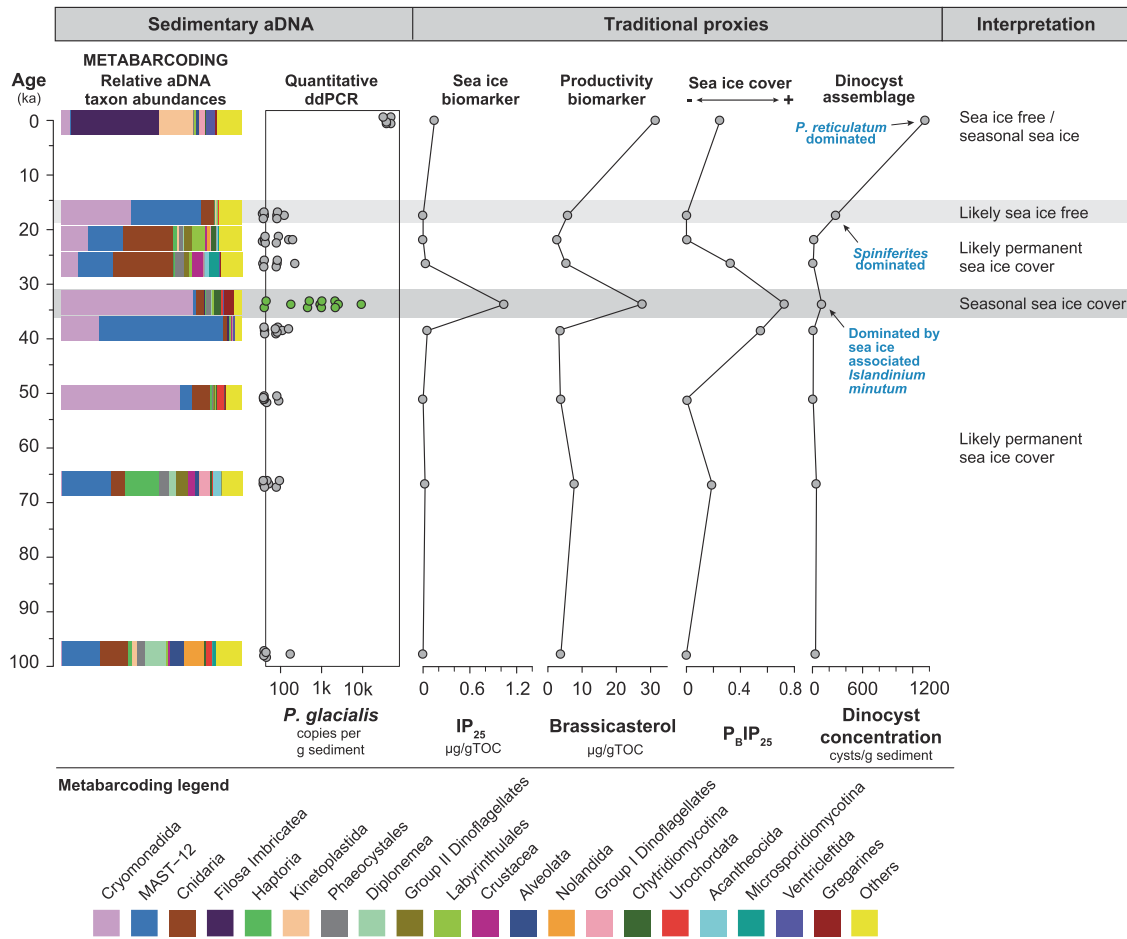 Sedimentary aDNA
Traditional proxies
Interpretation
METABARCODING
Relative aDNA
taxon abundances
Age
(ka)
Quantitative
ddPCR
Sea ice
biomarker
Productivity
biomarker
Sea ice cover
- +
Dinocyst
assemblage
0
10
20
30
40
50
60
70
80
90
100
P. reticulatum
dominated
Spiniferites
dominated
Dominated by
sea ice
associated
Islandinium
minutum
Sea ice free /
seasonal sea ice
Likely sea ice free
Likely permanent
sea ice cover
Seasonal sea ice cover
Likely permanent
sea ice cover
100 1k 10k
0 0.6 1.2
0 10 20 30
0 0.4 0.8
0 600 1200
P. glacialis
copies per
g sediment
IP25
µg/gTOC
Brassicasterol
µg/gTOC
PBIP25
Dinocyst
concentration
cysts/g sediment
Metabarcoding legend
Cryomonadida
MAST−12
Cnidaria
Filosa Imbricatea
Haptoria
Kinetoplastida
Phaeocystales
Diplonemea
Group II Dinoflagellates
Labyrinthulales
Crustacea
Alveolata
Nolandida
Group I Dinoflagellates
Chytridiomycotina
Urochordata
Acantheocida
Microsporidiomycotina
Ventricleftida
Gregarines
Others